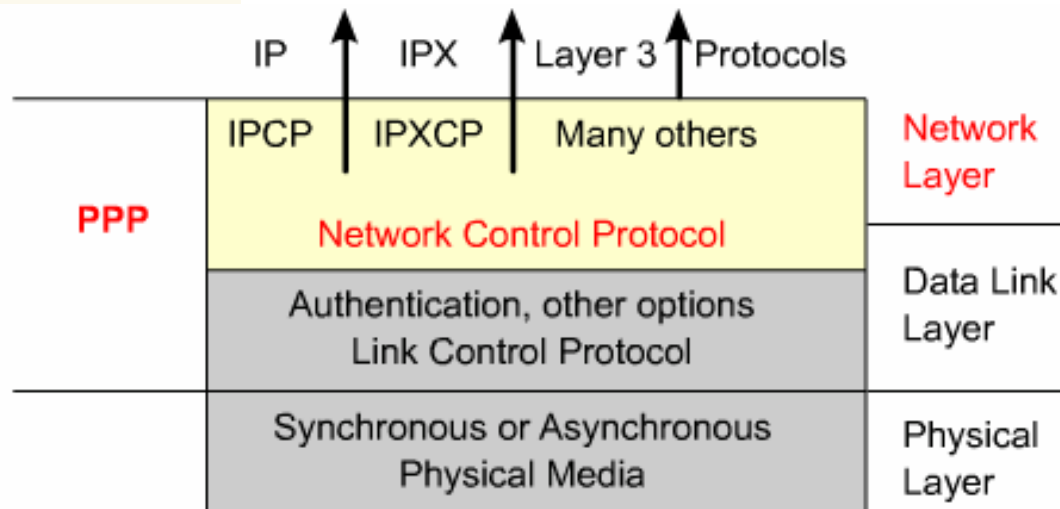 IP IPX Layer 3 Protocols
IPCP IPXCP Many others
Network
Layer
PPP
Network Control Protocol
Authentication, other options
Link Control Protocol
Data Link
Layer
Synchronous or Asynchronous
Physical Media
Physical
Layer